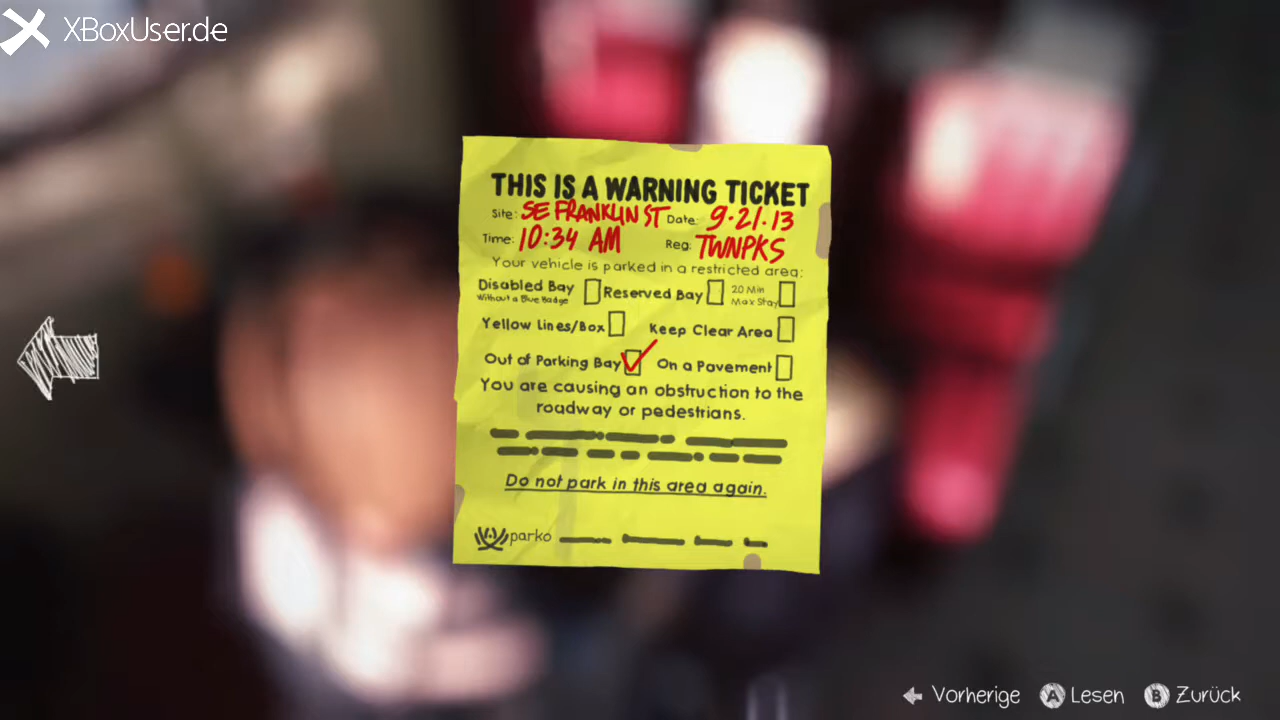 XBoxUser.de
THIS IS A WARNING TICKET
Site: SE FRANKLIN ST Date: 9.21.13
Time: 10:34 AM Reg: TWNPKS
Your vehicle is parked in a restricted area:
Disabled Bay Reserved Bay 20 Min
Without a Blue Badge Max Stay
Yellow Lines/Box Keep Clear Area
Out of Parking Bay On a Pavement
You are causing an obstruction to the
roadway or pedestrians.
Do not park in this area again.
parko
Vorherige A Lesen B Zurück